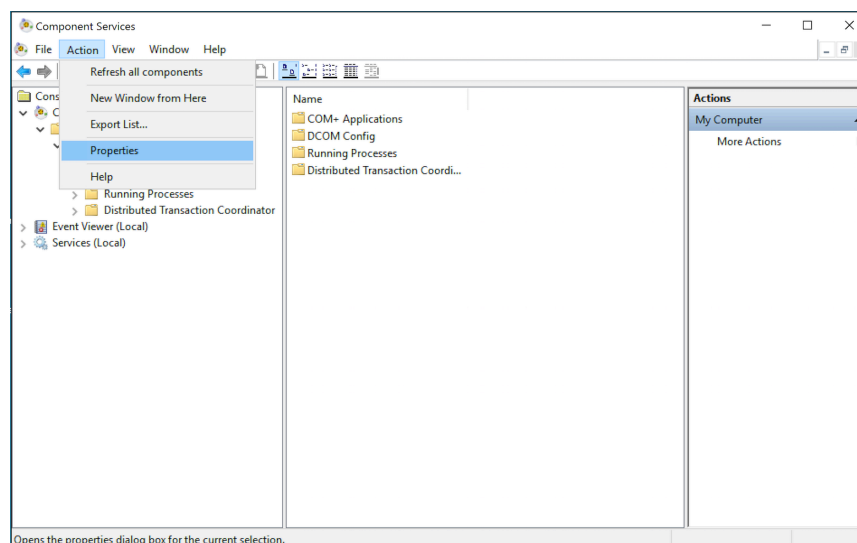 Component Services
File Action View Window Help
Refresh all components
New Window from Here
Export List...
Properties
Help
Running Processes
Distributed Transaction Coordinator
Event Viewer (Local)
Services (Local)
Name
COM+ Applications
DCOM Config
Running Processes
Distributed Transaction Coordi...
Actions
My Computer
More Actions
Opens the properties dialog box for the current selection.